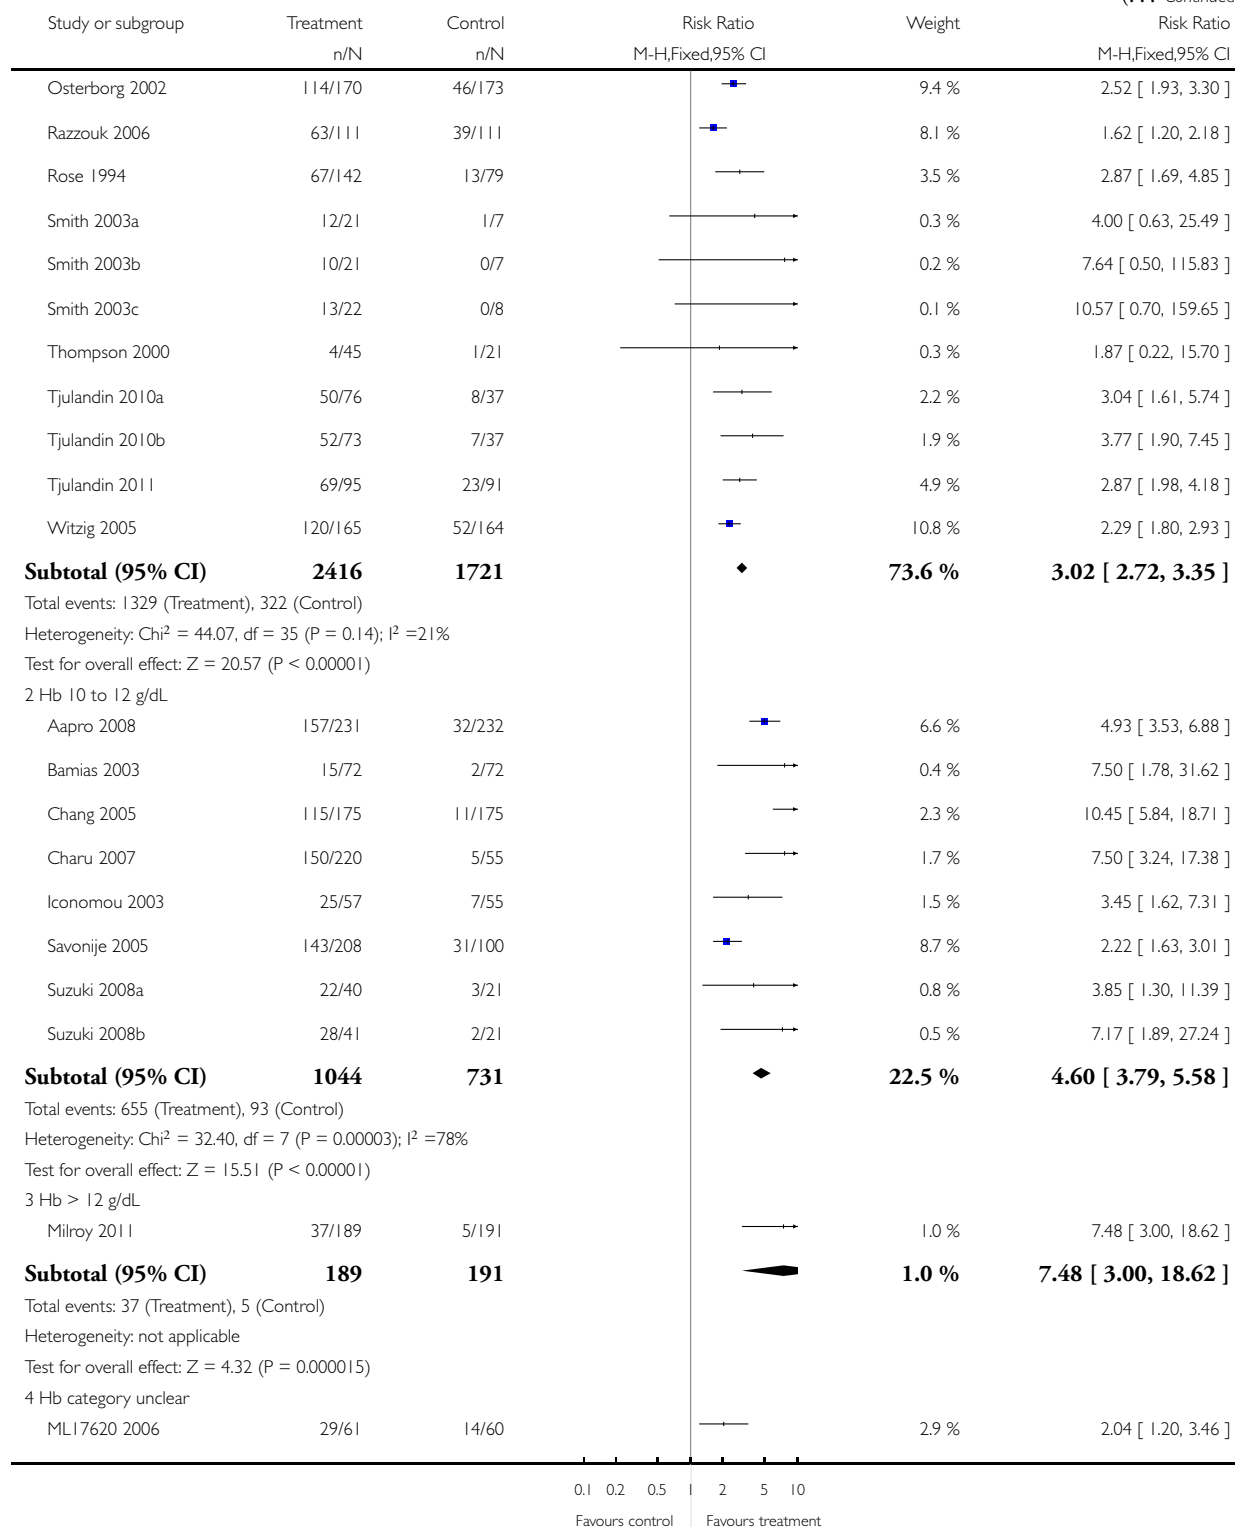 Study or subgroup Treatment Control Risk Ratio Weight Risk Ratio
n/N n/N M-H,Fixed,95% CI M-H,Fixed,95% CI
Osterborg 2002 114/170 46/173 9.4 % 2.52 [ 1.93, 3.30 ]
Razzouk 2006 63/111 39/111 8.1 % 1.62 [ 1.20, 2.18 ]
Rose 1994 67/142 13/79 3.5 % 2.87 [ 1.69, 4.85 ]
Smith 2003a 12/21 1/7 0.3 % 4.00 [ 0.63, 25.49 ]
Smith 2003b 10/21 0/7 0.2 % 7.64 [ 0.50, 115.83 ]
Smith 2003c 13/22 0/8 0.1 % 10.57 [ 0.70, 159.65 ]
Thompson 2000 4/45 1/21 0.3 % 1.87 [ 0.22, 15.70 ]
Tjulandin 2010a 50/76 8/37 2.2 % 3.04 [ 1.61, 5.74 ]
Tjulandin 2010b 52/73 7/37 1.9 % 3.77 [ 1.90, 7.45 ]
Tjulandin 2011 69/95 23/91 4.9 % 2.87 [ 1.98, 4.18 ]
Witzig 2005 120/165 52/164 10.8 % 2.29 [ 1.80, 2.93 ]
Subtotal (95% CI) 2416 1721 73.6 % 3.02 [ 2.72, 3.35 ]
Total events: 1329 (Treatment), 322 (Control)
Heterogeneity: Chi² = 44.07, df = 35 (P = 0.14); I² =21%
Test for overall effect: Z = 20.57 (P < 0.00001)
2 Hb 10 to 12 g/dL
Aapro 2008 157/231 32/232 6.6 % 4.93 [ 3.53, 6.88 ]
Bamias 2003 15/72 2/72 0.4 % 7.50 [ 1.78, 31.62 ]
Chang 2005 115/175 11/175 2.3 % 10.45 [ 5.84, 18.71 ]
Charu 2007 150/220 5/55 1.7 % 7.50 [ 3.24, 17.38 ]
Iconomou 2003 25/57 7/55 1.5 % 3.45 [ 1.62, 7.31 ]
Savonije 2005 143/208 31/100 8.7 % 2.22 [ 1.63, 3.01 ]
Suzuki 2008a 22/40 3/21 0.8 % 3.85 [ 1.30, 11.39 ]
Suzuki 2008b 28/41 2/21 0.5 % 7.17 [ 1.89, 27.24 ]
Subtotal (95% CI) 1044 731 22.5 % 4.60 [ 3.79, 5.58 ]
Total events: 655 (Treatment), 93 (Control)
Heterogeneity: Chi² = 32.40, df = 7 (P = 0.00003); I² =78%
Test for overall effect: Z = 15.51 (P < 0.00001)
3 Hb > 12 g/dL
Milroy 2011 37/189 5/191 1.0 % 7.48 [ 3.00, 18.62 ]
Subtotal (95% CI) 189 191 1.0 % 7.48 [ 3.00, 18.62 ]
Total events: 37 (Treatment), 5 (Control)
Heterogeneity: not applicable
Test for overall effect: Z = 4.32 (P = 0.000015)
4 Hb category unclear
ML17620 2006 29/61 14/60 2.9 % 2.04 [ 1.20, 3.46 ]
0.1 0.2 0.5 1 2 5 10
Favours control Favours treatment